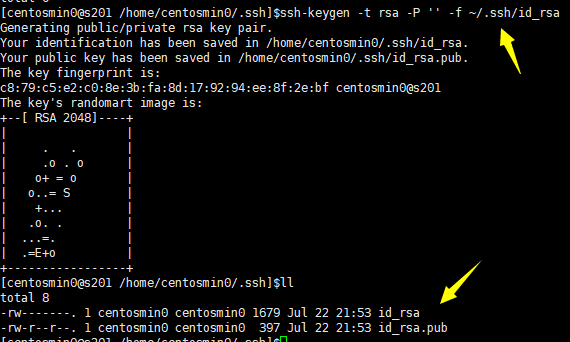 total 0
[centosmin0@s201 /home/centosmin0/.ssh]$ssh-keygen -t rsa -P '' -f ~/.ssh/id_rsa
Generating public/private rsa key pair.
Your identification has been saved in /home/centosmin0/.ssh/id_rsa.
Your public key has been saved in /home/centosmin0/.ssh/id_rsa.pub.
The key fingerprint is:
c8:79:c5:e2:c0:8e:3b:fa:8d:17:92:94:ee:8f:2e:bf centosmin0@s201
The key's randomart image is:
+--[ RSA 2048]----+
|                 |
|     .   .       |
|     .o . o      |
|    o+ = o       |
|   o..= S        |
|    +...         |
|   .o. .         |
|  ...=.          |
|  .=E+o          |
+-----------------+
[centosmin0@s201 /home/centosmin0/.ssh]$ll
total 8
-rw-------. 1 centosmin0 centosmin0 1679 Jul 22 21:53 id_rsa
-rw-r--r--. 1 centosmin0 centosmin0  397 Jul 22 21:53 id_rsa.pub
[centosmin0@s201 /home/centosmin0/.ssh]$